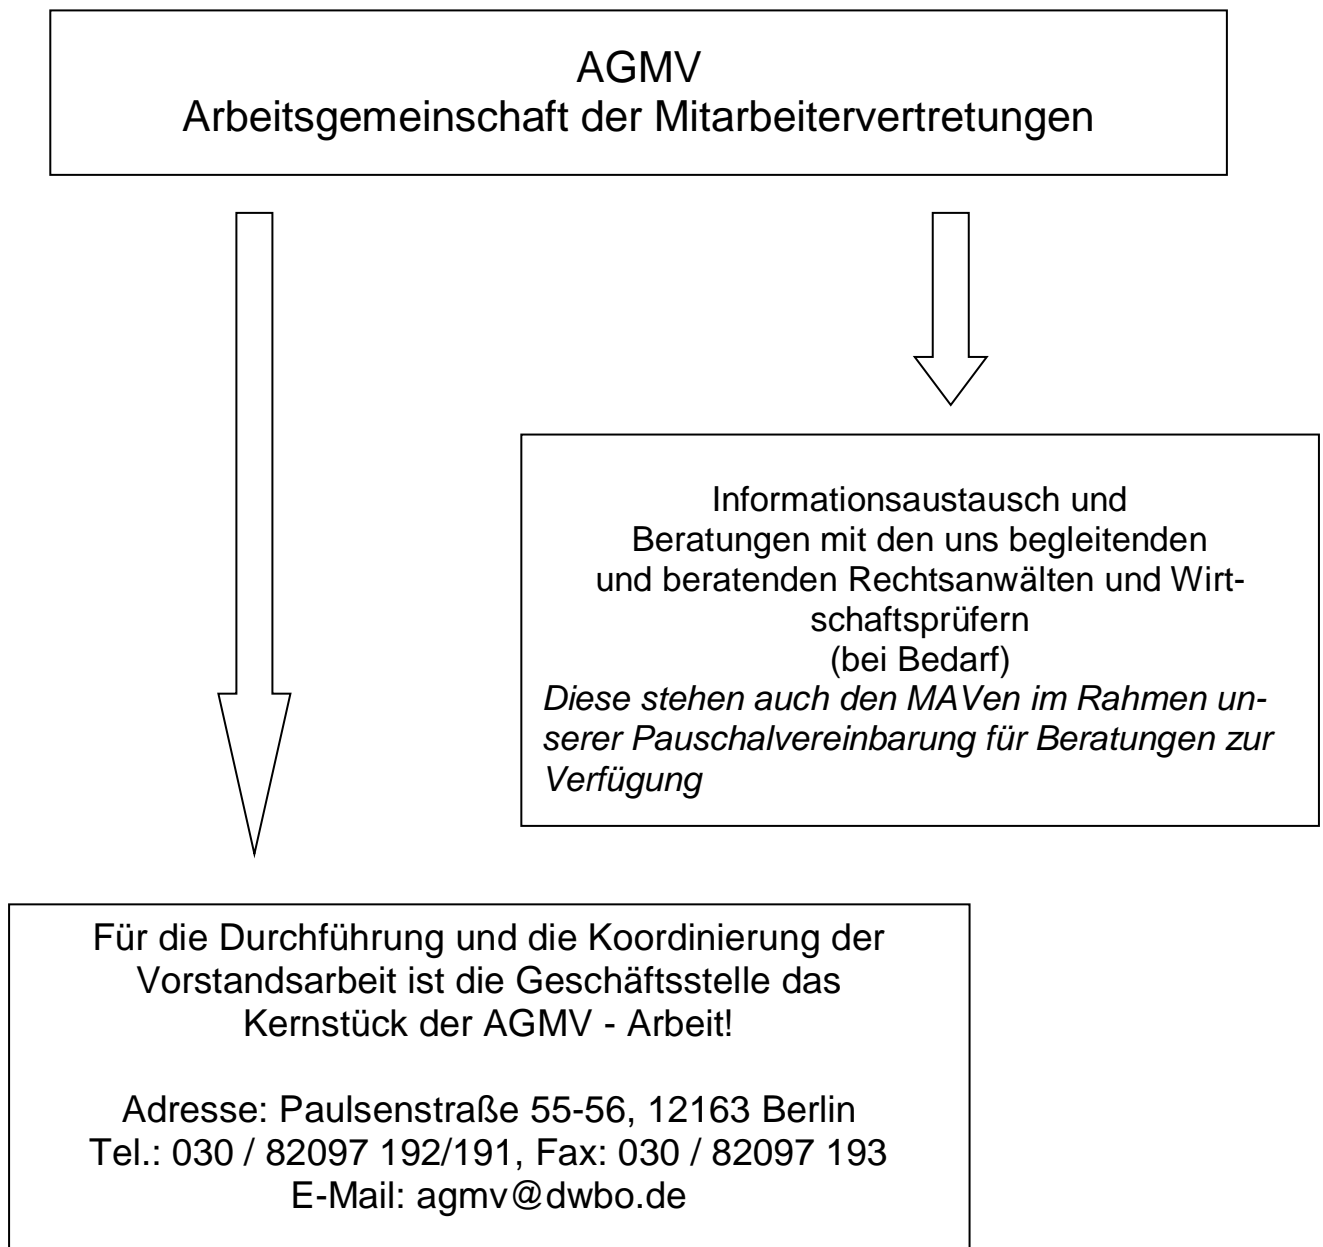 AGMV
Arbeitsgemeinschaft der Mitarbeitervertretungen
Informationsaustausch und
Beratungen mit den uns begleitenden
und beratenden Rechtsanwälten und Wirt-
schaftsprüfern
(bei Bedarf)
Diese stehen auch den MAVen im Rahmen un-
serer Pauschalvereinbarung für Beratungen zur
Verfügung
Für die Durchführung und die Koordinierung der
Vorstandsarbeit ist die Geschäftsstelle das
Kernstück der AGMV - Arbeit!
Adresse: Paulsenstraße 55-56, 12163 Berlin
Tel.: 030 / 82097 192/191, Fax: 030 / 82097 193
E-Mail: agmv@dwbo.de